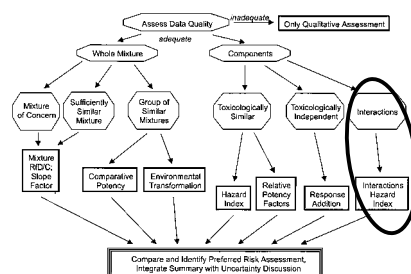 Assess Data Quality
inadequate
Only Qualitative Assessment
adequate
Whole Mixture
Components
Mixture
of Concern
Sufficiently
Similar
Mixture
Group of
Similar
Mixtures
Toxicologically
Similar
Toxicologically
Independent
Interactions
Mixture
RfD/C;
Slope
Factor
Comparative
Potency
Environmental
Transformation
Hazard
Index
Relative
Potency
Factors
Response
Addition
Interactions
Hazard
Index
Compare and Identify Preferred Risk Assessment,
Integrate Summary with Uncertainty Discussion